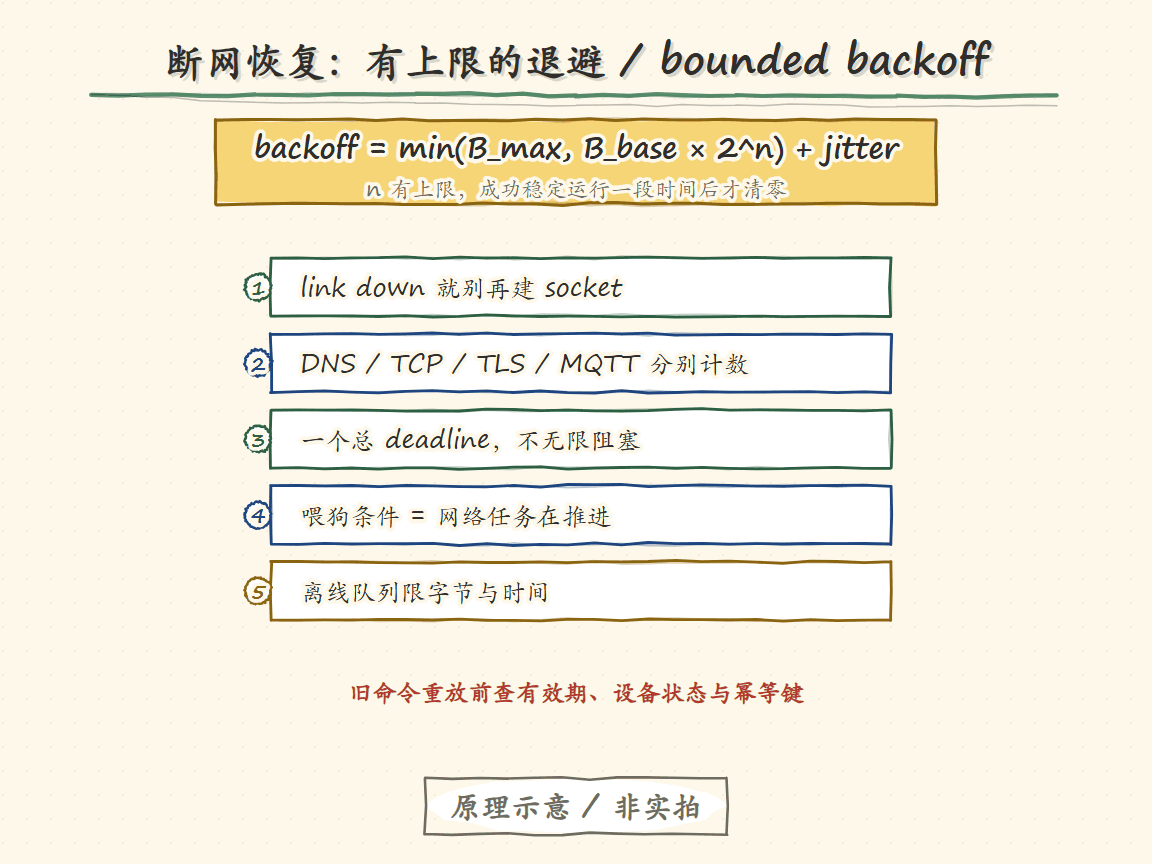 断网恢复：有上限的退避 / bounded backoff
backoff = min(B_max, B_base × 2^n) + jitter
n 有上限，成功稳定运行一段时间后才清零
1 link down 就别再建 socket
2 DNS / TCP / TLS / MQTT 分别计数
3 一个总 deadline，不无限阻塞
4 喂狗条件 = 网络任务在推进
5 离线队列限字节与时间
旧命令重放前查有效期、设备状态与幂等键
原理示意 / 非实拍